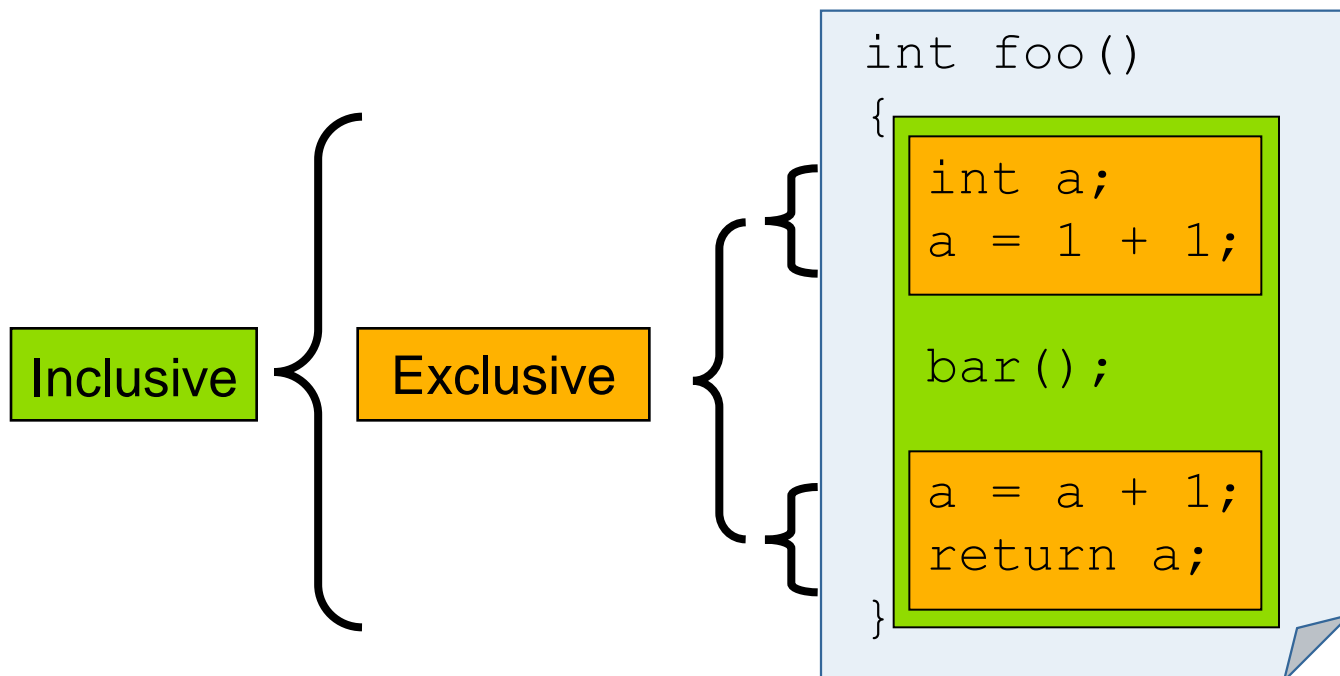 Inclusive
Exclusive
int foo()
{
int a;
a = 1 + 1;
bar();
a = a + 1;
return a;
}